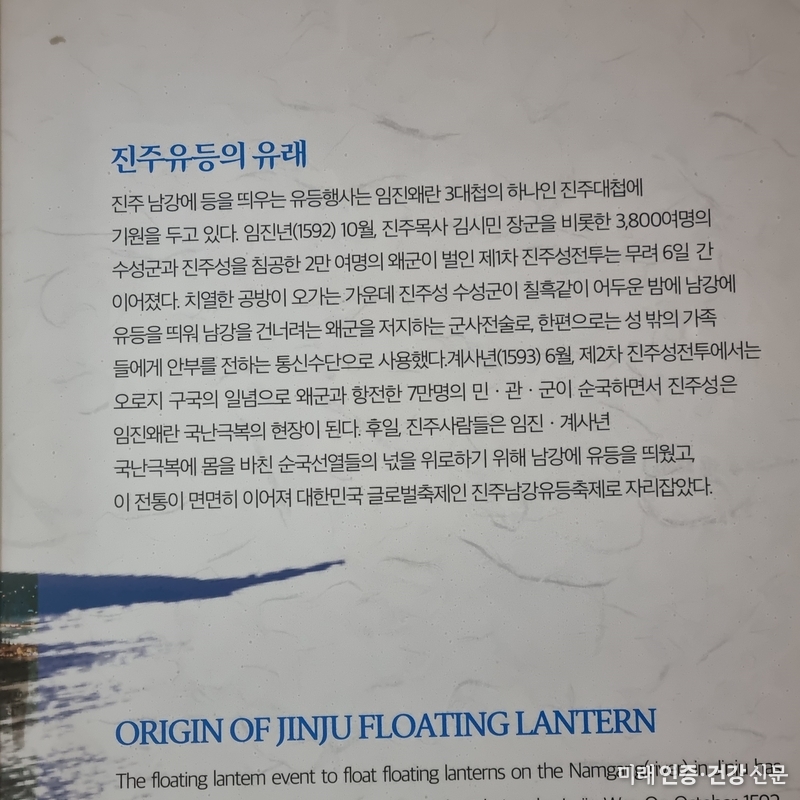 진주유등의 유래
진주 남강에 등을 띄우는 유등행사는 임진왜란 3대첩의 하나인 진주대첩에
기원을 두고 있다. 임진년(1592) 10월, 진주목사 김시민 장군을 비롯한 3,800여명의
수성군과 진주성을 침공한 2만 여명의 왜군이 벌인 제1차 진주성전투는 무려 6일 간
이어졌다. 치열한 공방이 오가는 가운데 진주성 수성군이 칠흑같이 어두운 밤에 남강에
유등을 띄워 남강을 건너려는 왜군을 저지하는 군사전술로, 한편으로는 성 밖의 가족
들에게 안부를 전하는 통신수단으로 사용했다.계사년(1593) 6월, 제2차 진주성전투에서는
오로지 구국의 일념으로 왜군과 항전한 7만명의 민 · 관 · 군이 순국하면서 진주성은
임진왜란 국난극복의 현장이 된다. 후일, 진주사람들은 임진 · 계사년
국난극복에 몸을 바친 순국선열들의 넋을 위로하기 위해 남강에 유등을 띄웠고,
이 전통이 면면히 이어져 대한민국 글로벌축제인 진주남강유등축제로 자리잡았다.
ORIGIN OF JINJU FLOATING LANTERN
The floating lantern event to float floating lanterns on the Namgang(river) in Jinju has
미래 인증·건강 신문